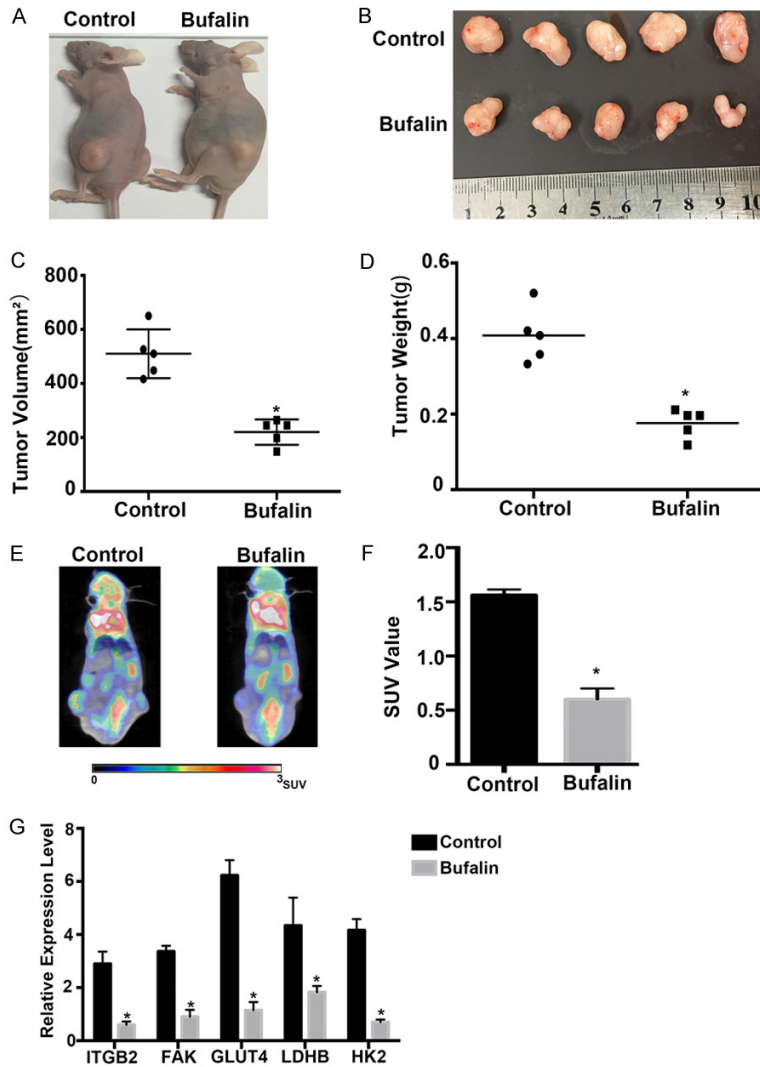 A
Control Bufalin
B
Control
Bufalin
1 2 3 4 5 6 7 8 9 10
C
Tumor Volume(mm²)
800
600
400
200
0
*
Control Bufalin
D
Tumor Weight(g)
0.6
0.4
0.2
0.0
*
Control Bufalin
E
Control Bufalin
0 3 SUV
F
SUV Value
2.0
1.5
1.0
0.5
0
*
Control Bufalin
G
Relative Expression Level
8
6
4
2
0
* * * * *
ITGB2 FAK GLUT4 LDHB HK2
Control
Bufalin